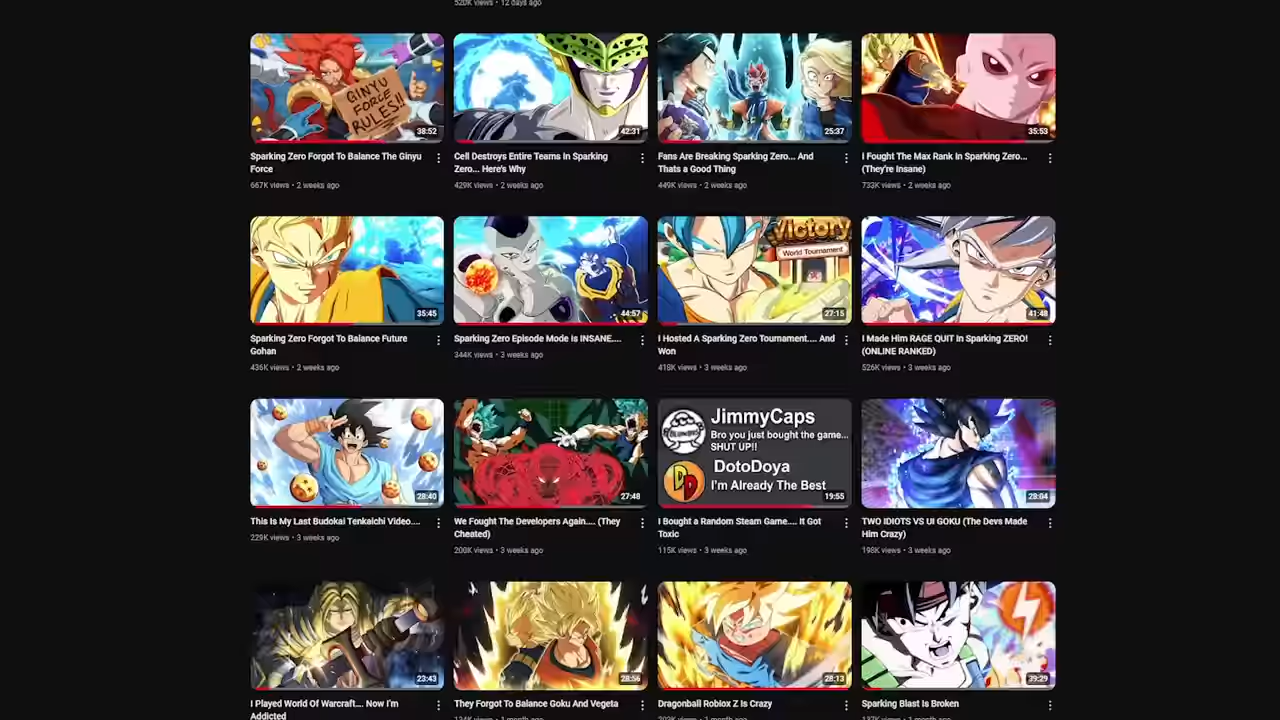 520K views • 12 days ago
GINYU
FORCE
RULES!!
38:52
42:31
25:37
35:53
Sparking Zero Forgot To Balance The Ginyu
Force
667K views • 2 weeks ago
Cell Destroys Entire Teams In Sparking
Zero... Here's Why
429K views • 2 weeks ago
Fans Are Breaking Sparking Zero... And
Thats a Good Thing
449K views • 2 weeks ago
I Fought The Max Rank In Sparking Zero...
(They're Insane)
733K views • 2 weeks ago
Victory
World Tournament
35:45
44:57
27:15
41:48
Sparking Zero Forgot To Balance Future
Gohan
436K views • 2 weeks ago
Sparking Zero Episode Mode is INSANE....
344K views • 3 weeks ago
I Hosted A Sparking Zero Tournament.... And
Won
418K views • 3 weeks ago
I Made Him RAGE QUIT In Sparking ZERO!
(ONLINE RANKED)
526K views • 3 weeks ago
JimmyCaps
Bro you just bought the game...
SHUT UP!!
DotoDoya
I'm Already The Best
28:40
27:48
19:55
28:04
This Is My Last Budokai Tenkaichi Video....
229K views • 3 weeks ago
We Fought The Developers Again.... (They
Cheated)
200K views • 3 weeks ago
I Bought a Random Steam Game.... It Got
Toxic
115K views • 3 weeks ago
TWO IDIOTS VS UI GOKU (The Devs Made
Him Crazy)
198K views • 3 weeks ago
23:43
28:56
28:13
39:29
I Played World Of Warcraft.... Now I'm
Addicted
They Forgot To Balance Goku And Vegeta
Dragonball Roblox Z Is Crazy
Sparking Blast Is Broken